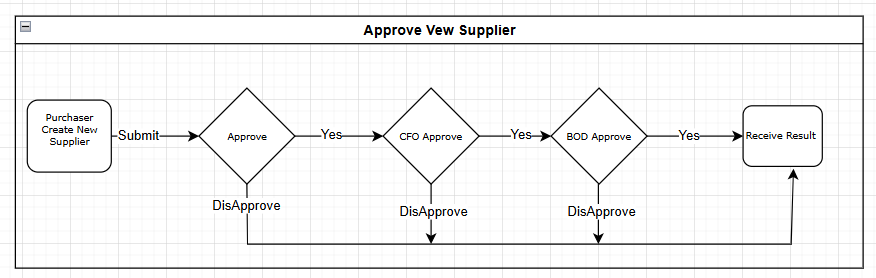 Approve Vew Supplier
Purchaser
Create New
Supplier
Submit
Approve
Yes
CFO Approve
Yes
BOD Approve
Yes
Receive Result
DisApprove
DisApprove
DisApprove